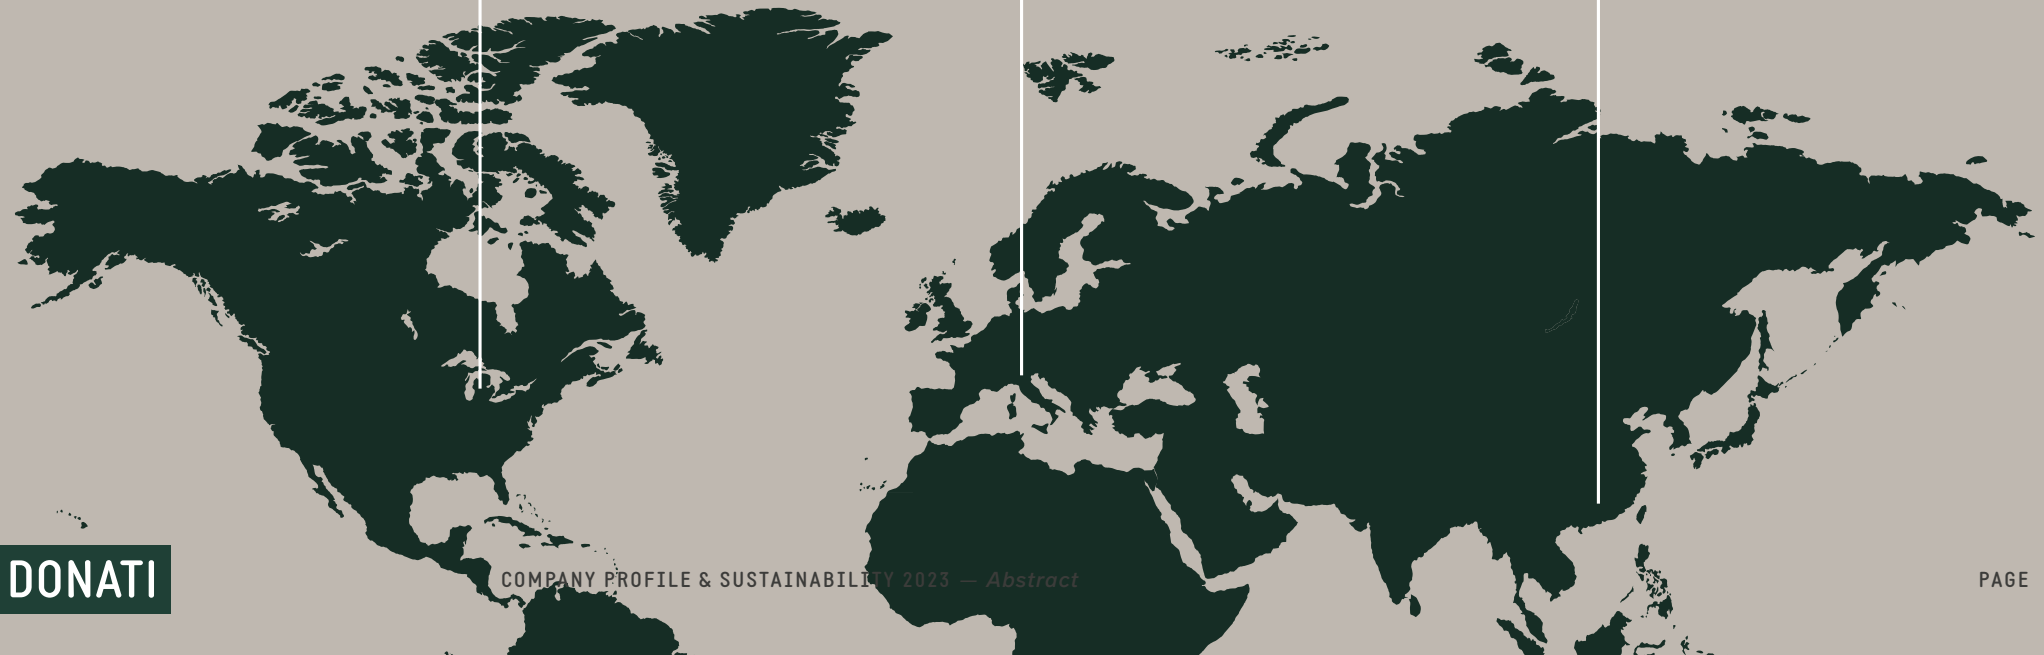 DONATI
COMPANY PROFILE & SUSTAINABILITY 2023 — Abstract
PAGE